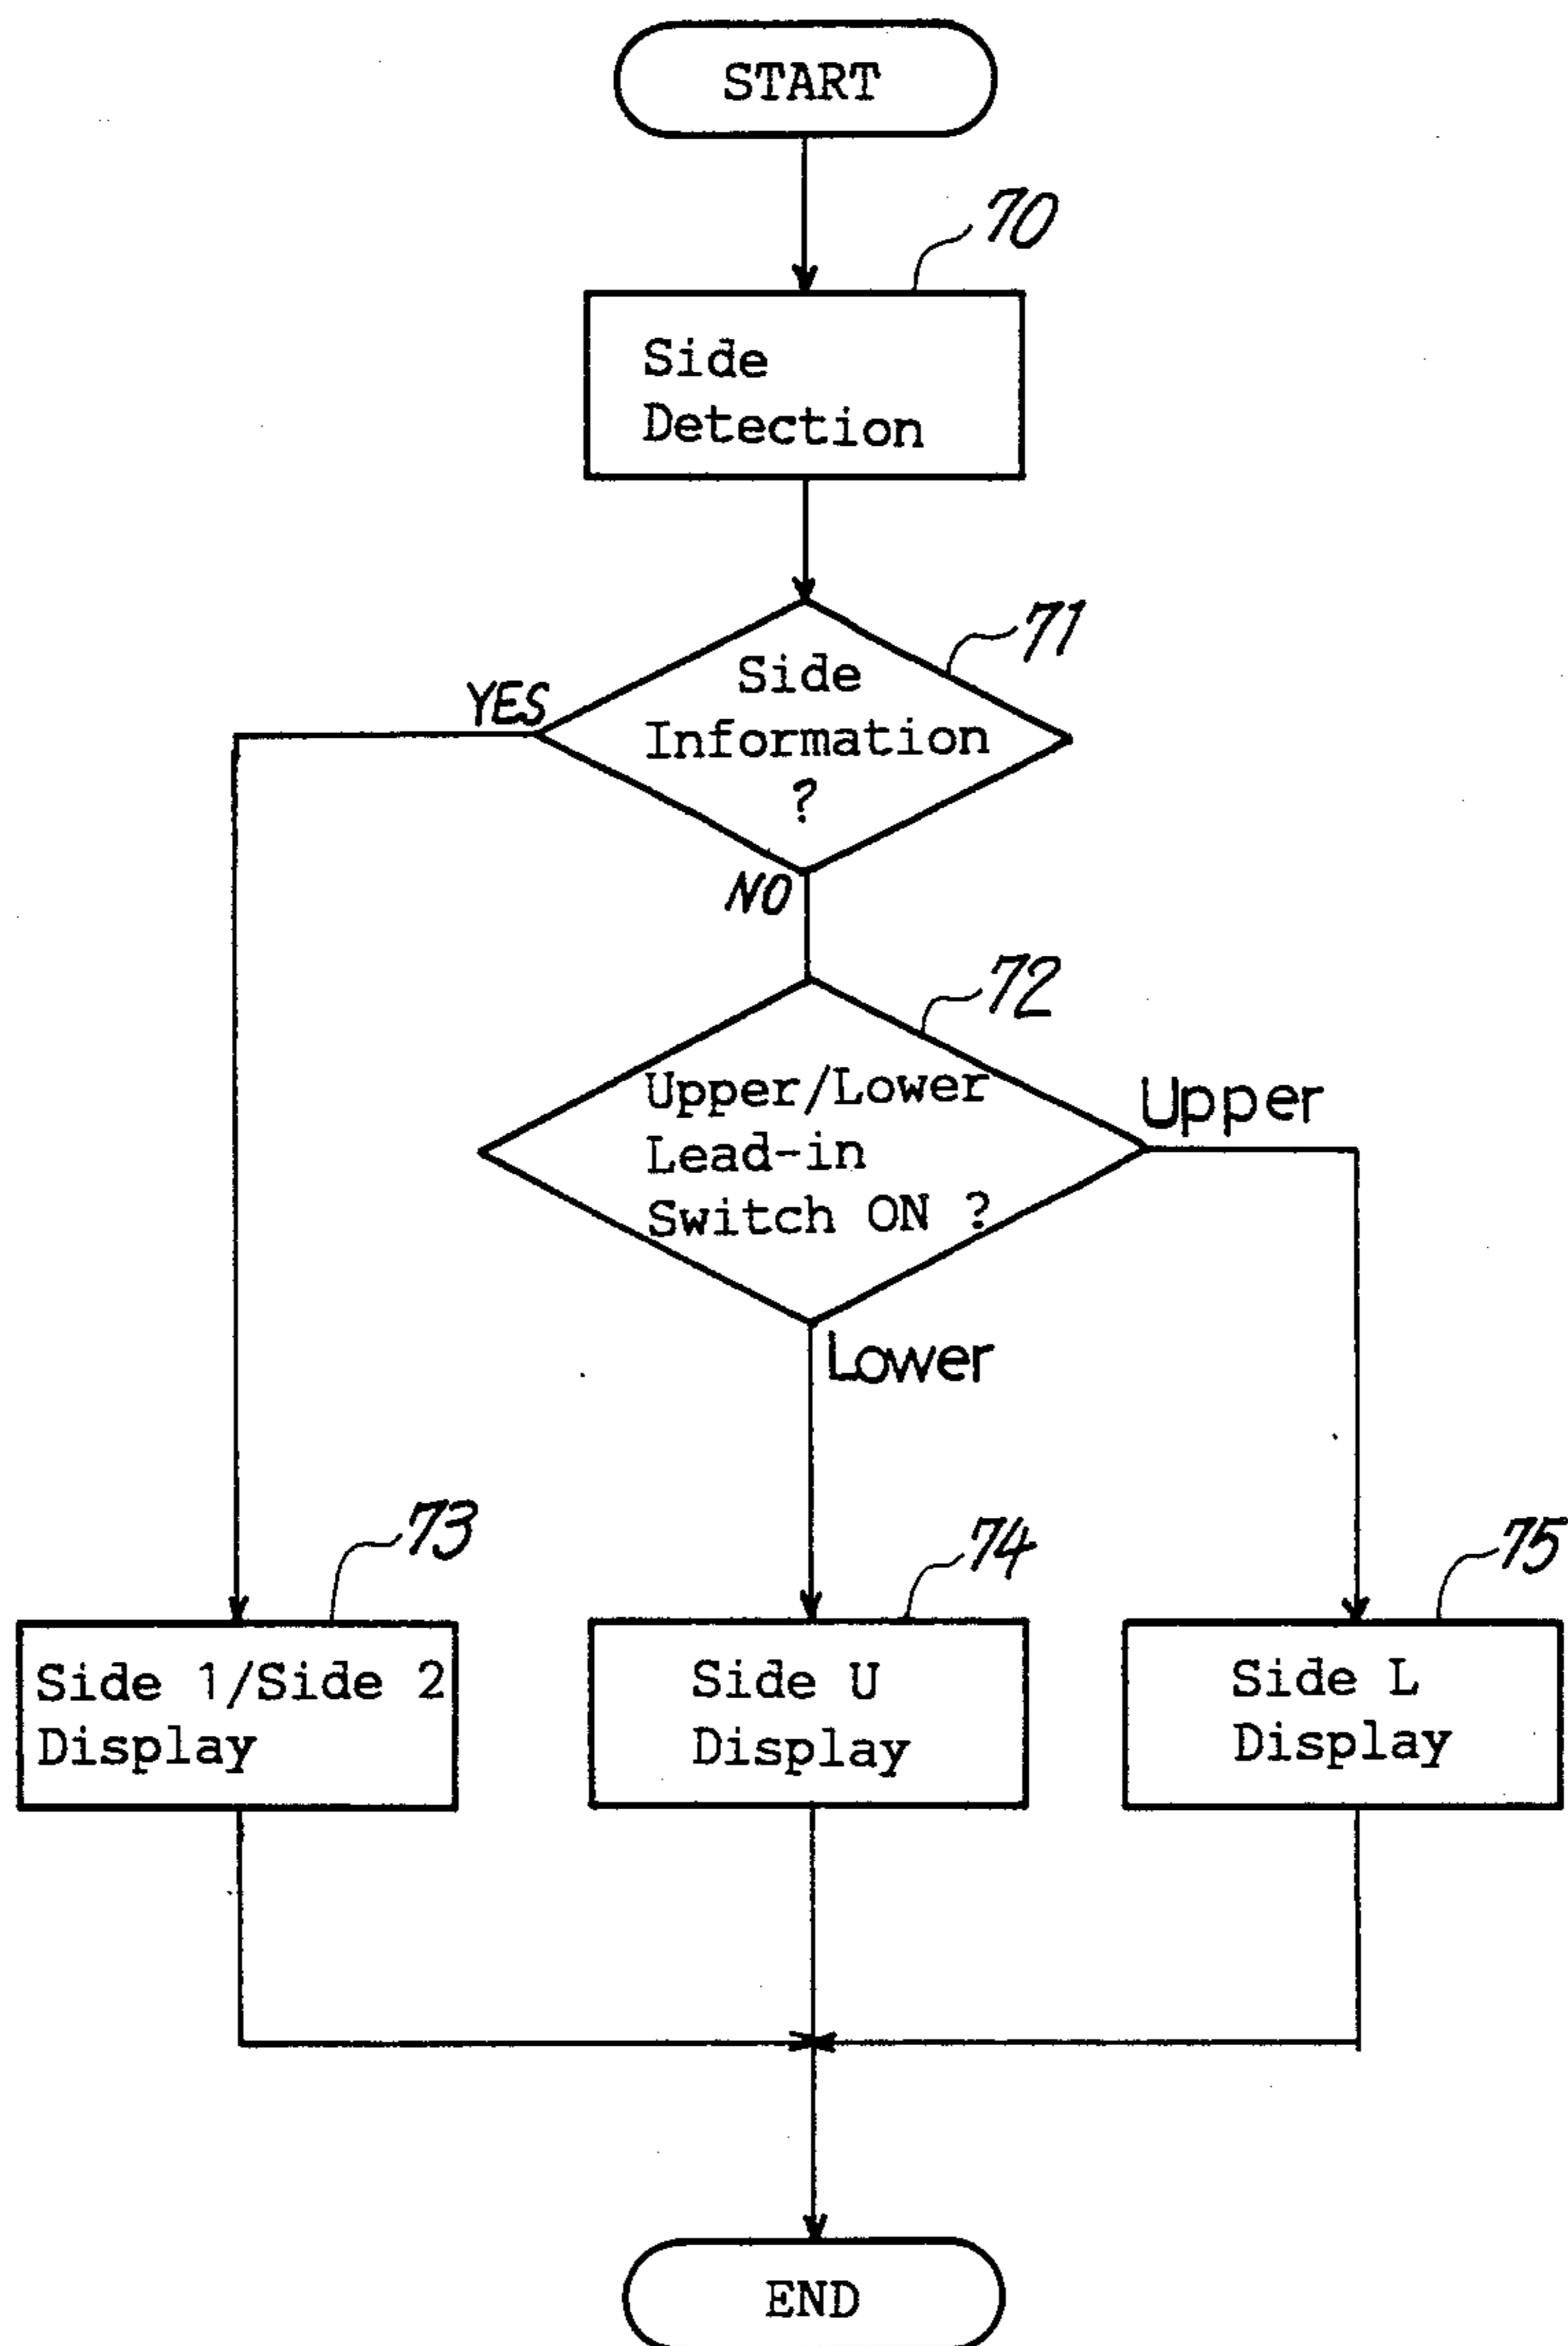 START
70
Side
Detection
71
YES
Side
Information
?
NO
72
Upper/Lower
Lead-in
Switch ON ?
Upper
Lower
73
74
75
Side 1/Side 2
Display
Side U
Display
Side L
Display
END